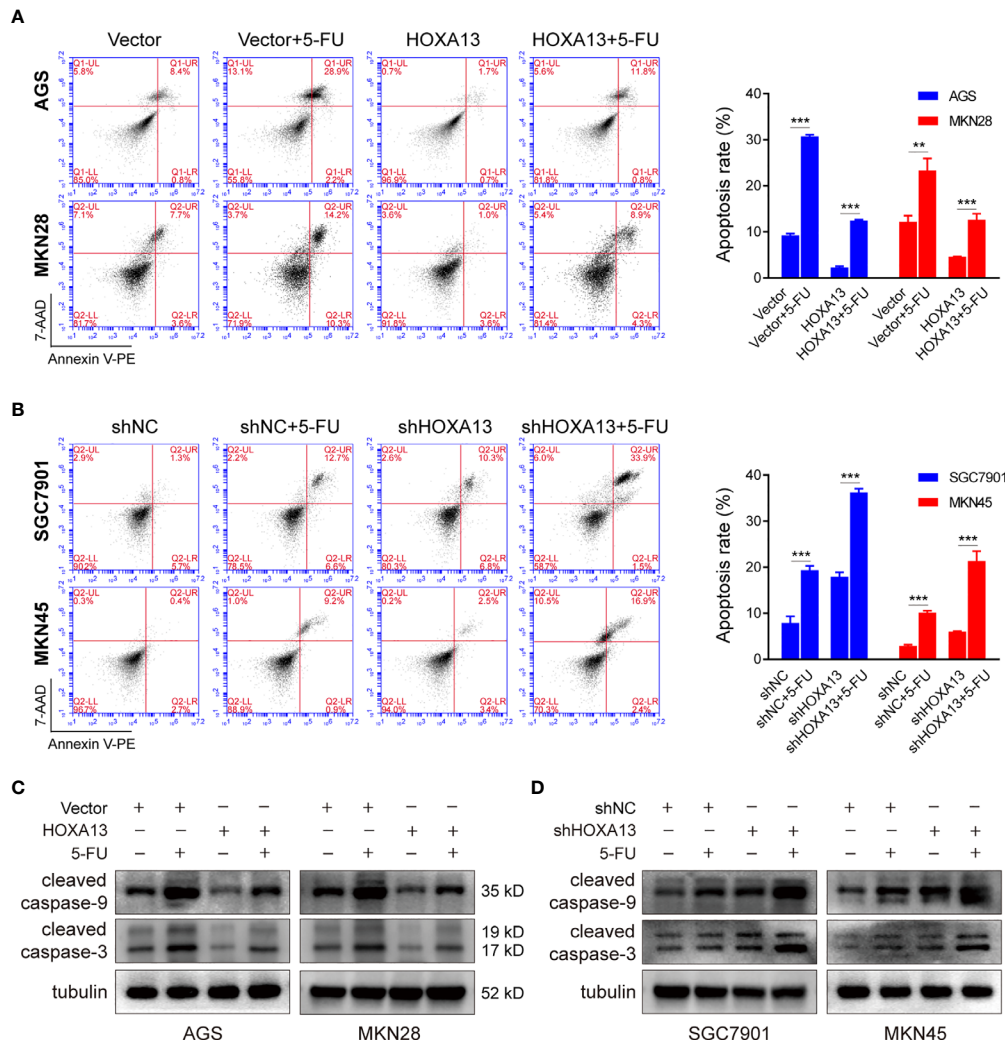 A
Vector
Vector+5-FU
HOXA13
HOXA13+5-FU
AGS
Q1-UL
5.8%
Q1-UR
8.4%
Q1-LL
85.0%
Q1-LR
0.8%
Q1-UL
13.1%
Q1-UR
28.9%
Q1-LL
55.8%
Q1-LR
2.2%
Q1-UL
0.7%
Q1-UR
1.7%
Q1-LL
96.9%
Q1-LR
0.7%
Q1-UL
5.6%
Q1-UR
11.8%
Q1-LL
81.8%
Q1-LR
0.8%
MKN28
Q2-UL
7.1%
Q2-UR
7.7%
Q2-LL
81.7%
Q2-LR
3.6%
Q2-UL
3.7%
Q2-UR
14.2%
Q2-LL
71.9%
Q2-LR
10.3%
Q2-UL
3.6%
Q2-UR
1.0%
Q2-LL
91.8%
Q2-LR
3.6%
Q2-UL
5.4%
Q2-UR
8.9%
Q2-LL
81.4%
Q2-LR
4.3%
7-AAD
Annexin V-PE
Apoptosis rate (%)
40
30
20
10
0
AGS
MKN28
***
***
**
***
Vector
Vector+5-FU
HOXA13
HOXA13+5-FU
Vector
Vector+5-FU
HOXA13
HOXA13+5-FU
B
shNC
shNC+5-FU
shHOXA13
shHOXA13+5-FU
SGC7901
Q2-UL
2.9%
Q2-UR
1.3%
Q2-LL
90.2%
Q2-LR
5.7%
Q2-UL
2.2%
Q2-UR
12.7%
Q2-LL
78.5%
Q2-LR
6.6%
Q2-UL
2.6%
Q2-UR
10.3%
Q2-LL
80.3%
Q2-LR
6.8%
Q2-UL
6.0%
Q2-UR
33.9%
Q2-LL
58.7%
Q2-LR
1.5%
MKN45
Q2-UL
0.3%
Q2-UR
0.4%
Q2-LL
96.7%
Q2-LR
2.7%
Q2-UL
1.0%
Q2-UR
9.2%
Q2-LL
88.9%
Q2-LR
0.9%
Q2-UL
0.2%
Q2-UR
2.5%
Q2-LL
94.0%
Q2-LR
3.4%
Q2-UL
10.5%
Q2-UR
16.9%
Q2-LL
70.3%
Q2-LR
2.4%
7-AAD
Annexin V-PE
Apoptosis rate (%)
40
30
20
10
0
SGC7901
MKN45
***
***
***
***
shNC
shNC+5-FU
shHOXA13
shHOXA13+5-FU
shNC
shNC+5-FU
shHOXA13
shHOXA13+5-FU
C
Vector + + − − + + − −
HOXA13 − − + + − − + +
5-FU − + − + − + − +
cleaved
caspase-9
35 kD
cleaved
caspase-3
19 kD
17 kD
tubulin
52 kD
AGS
MKN28
D
shNC + + − − + + − −
shHOXA13 − − + + − − + +
5-FU − + − + − + − +
cleaved
caspase-9
cleaved
caspase-3
tubulin
SGC7901
MKN45